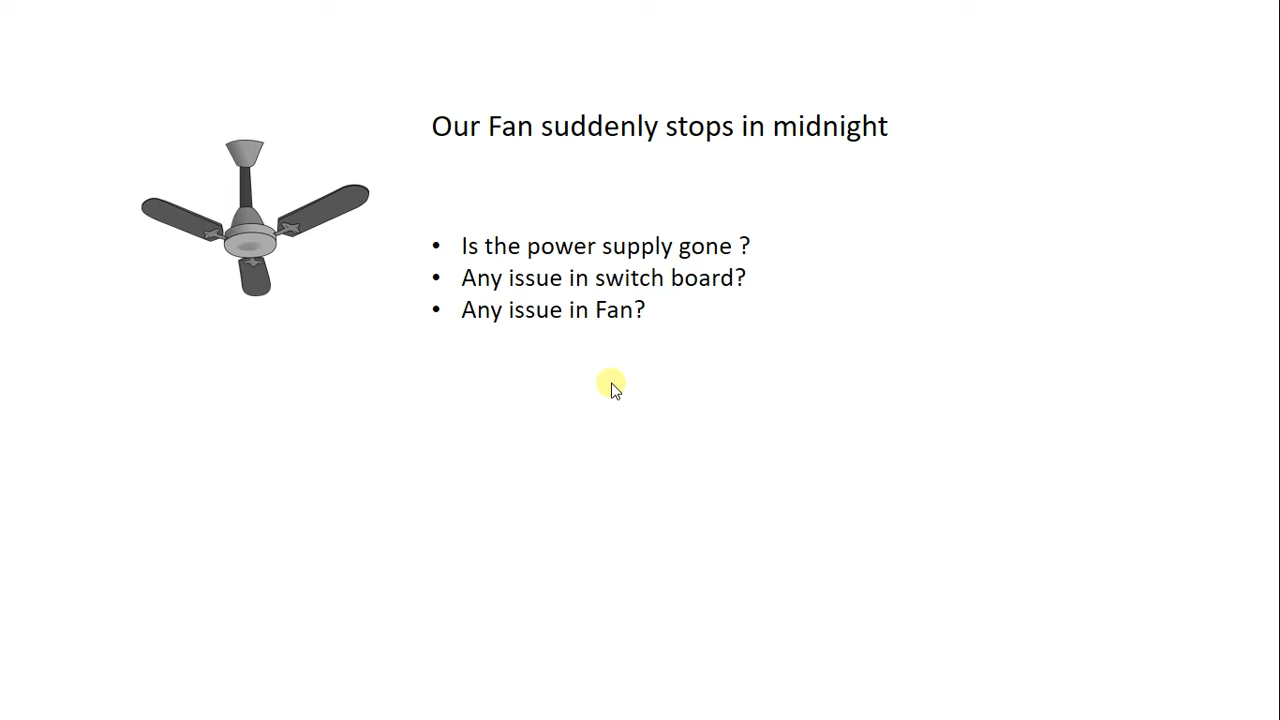 Our Fan suddenly stops in midnight
• Is the power supply gone ?
• Any issue in switch board?
• Any issue in Fan?